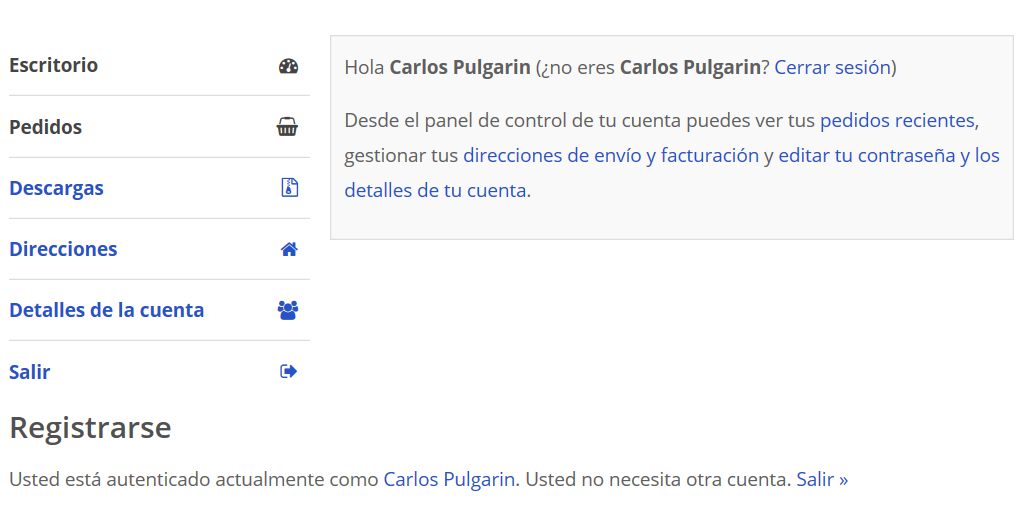 Escritorio
Pedidos
Descargas
Direcciones
Detalles de la cuenta
Salir
Hola Carlos Pulgarin (¿no eres Carlos Pulgarin? Cerrar sesión)
Desde el panel de control de tu cuenta puedes ver tus pedidos recientes,
gestionar tus direcciones de envío y facturación y editar tu contraseña y los
detalles de tu cuenta.
Registrarse
Usted está autenticado actualmente como Carlos Pulgarin. Usted no necesita otra cuenta. Salir »